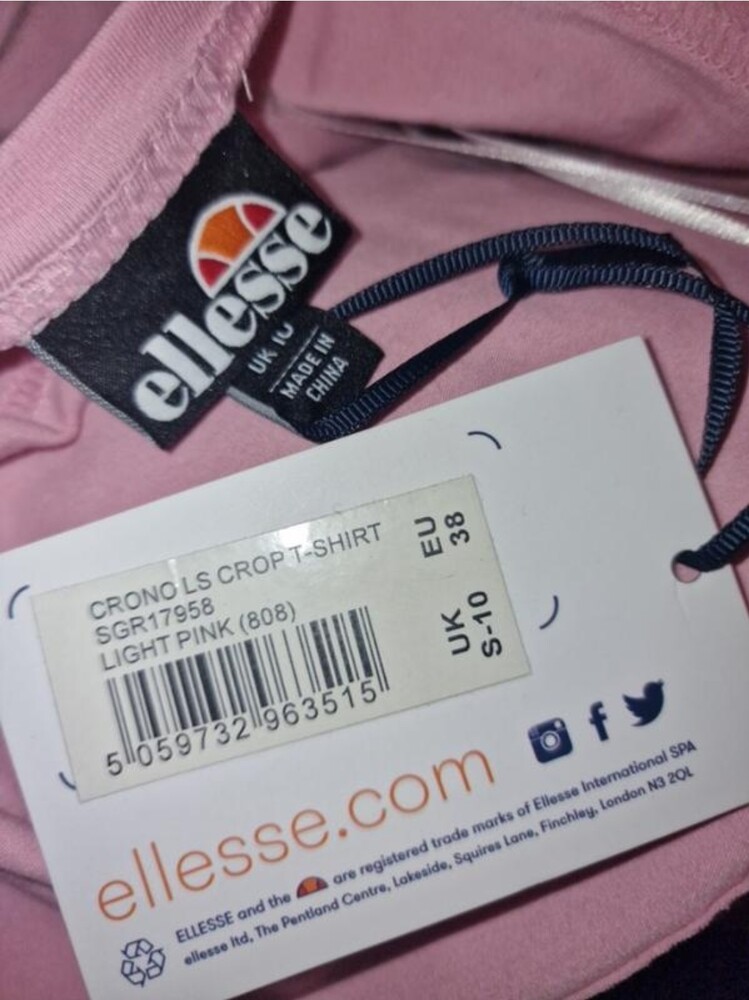 ellesse
UK 10
MADE IN
CHINA
CRONO LS CROP T-SHIRT
SGR17958
LIGHT PINK (808)
5 059732 963515
EU
38
UK
S-10
ellesse.com
ELLESSE and the are registered trade marks of Ellesse International SPA
ellesse ltd, The Pentland Centre, Lakeside, Squires Lane, Finchley, London N3 2QL